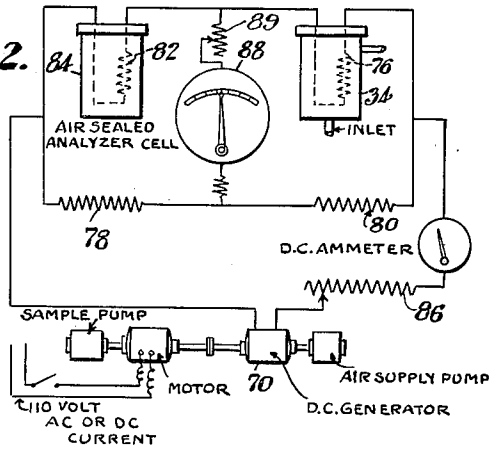 2.
89
88
84
82
76
34
AIR SEALED
ANALYZER CELL
INLET
78
80
D.C. AMMETER
86
SAMPLE PUMP
MOTOR
70
AIR SUPPLY PUMP
D.C. GENERATOR
110 VOLT
AC OR DC
CURRENT